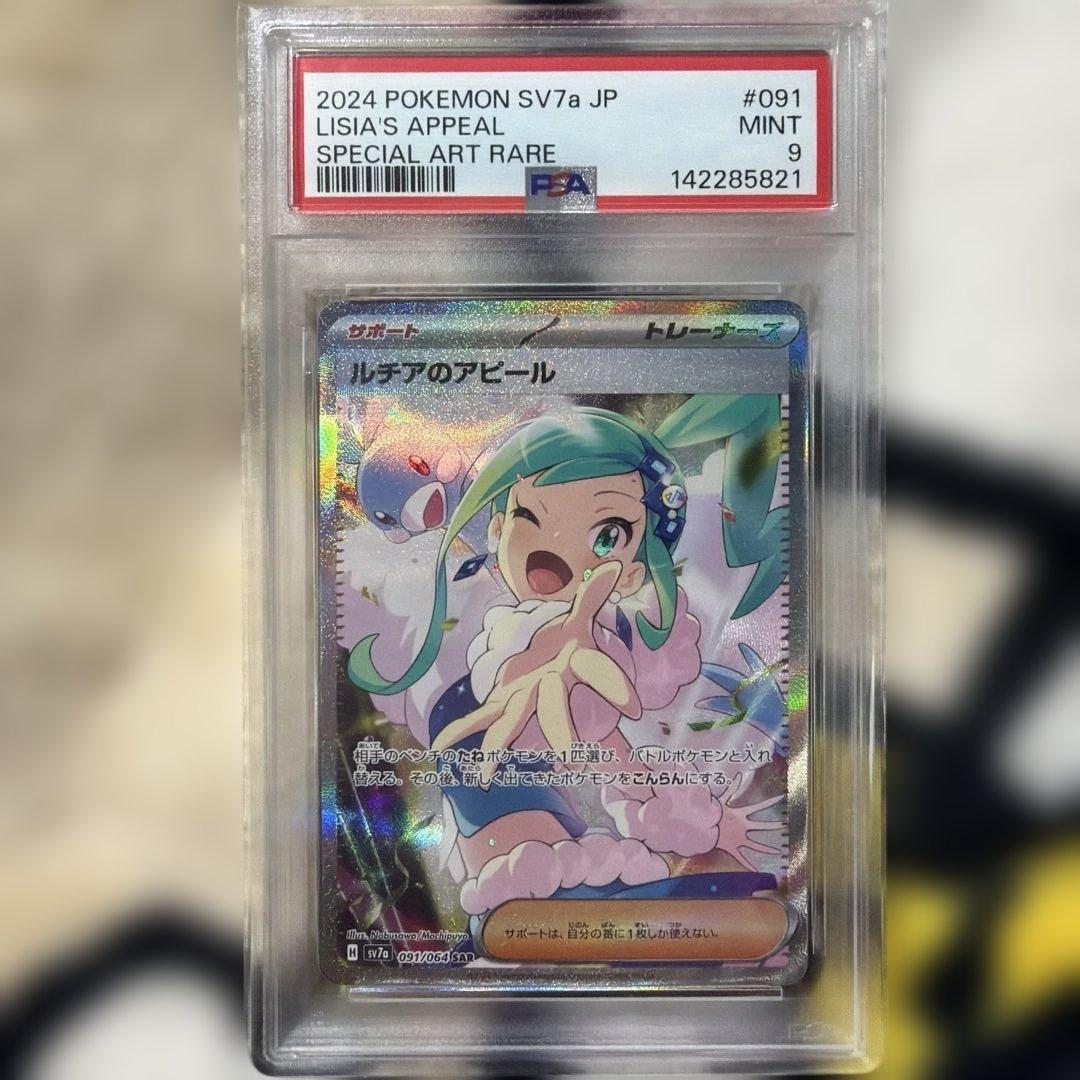 2024 POKEMON SV7a JP #091
LISIA'S APPEAL MINT
SPECIAL ART RARE 9
PSA 142285821
サポート トレーナーズ
ルチアのアピール
相手のベンチのたねポケモンを1匹選び、バトルポケモンと入れ
替える。その後、新しく出てきたポケモンをこんらんにする。
サポートは、自分の番に1枚しか使えない。
Illus. Nobusawa/Mochipuyo
H sv7a 091/064 SAR